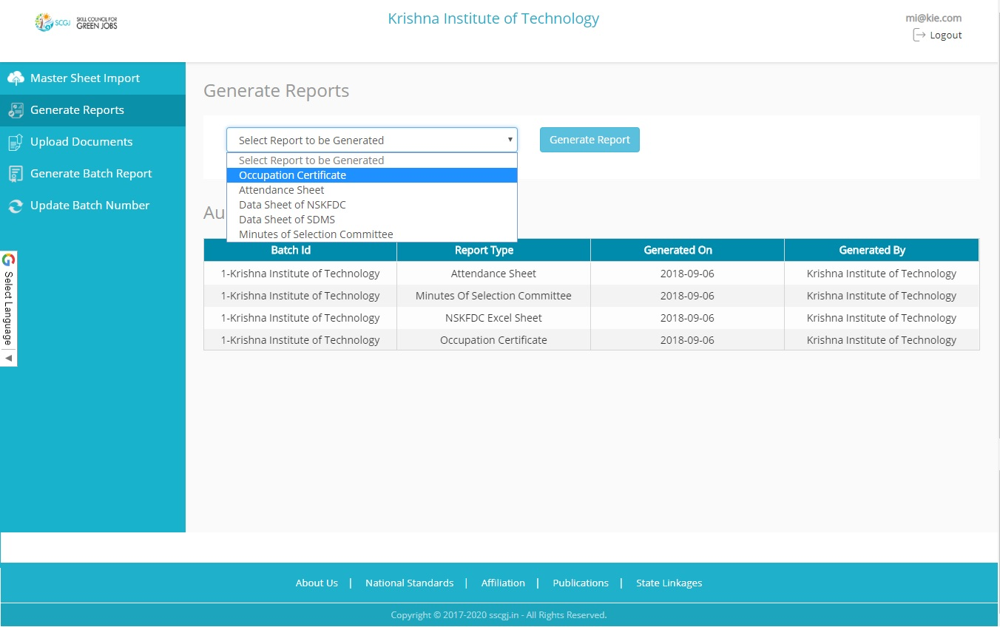 SCGJ SKILL COUNCIL FOR
GREEN JOBS
Krishna Institute of Technology
mi@kie.com
Logout
Master Sheet Import
Generate Reports
Upload Documents
Generate Batch Report
Update Batch Number
Select Language
Generate Reports
Select Report to be Generated
Generate Report
Select Report to be Generated
Occupation Certificate
Attendance Sheet
Data Sheet of NSKFDC
Data Sheet of SDMS
Minutes of Selection Committee
Au
Batch Id Report Type Generated On Generated By
1-Krishna Institute of Technology Attendance Sheet 2018-09-06 Krishna Institute of Technology
1-Krishna Institute of Technology Minutes Of Selection Committee 2018-09-06 Krishna Institute of Technology
1-Krishna Institute of Technology NSKFDC Excel Sheet 2018-09-06 Krishna Institute of Technology
1-Krishna Institute of Technology Occupation Certificate 2018-09-06 Krishna Institute of Technology
About Us | National Standards | Affiliation | Publications | State Linkages
Copyright © 2017-2020 sscgj.in - All Rights Reserved.